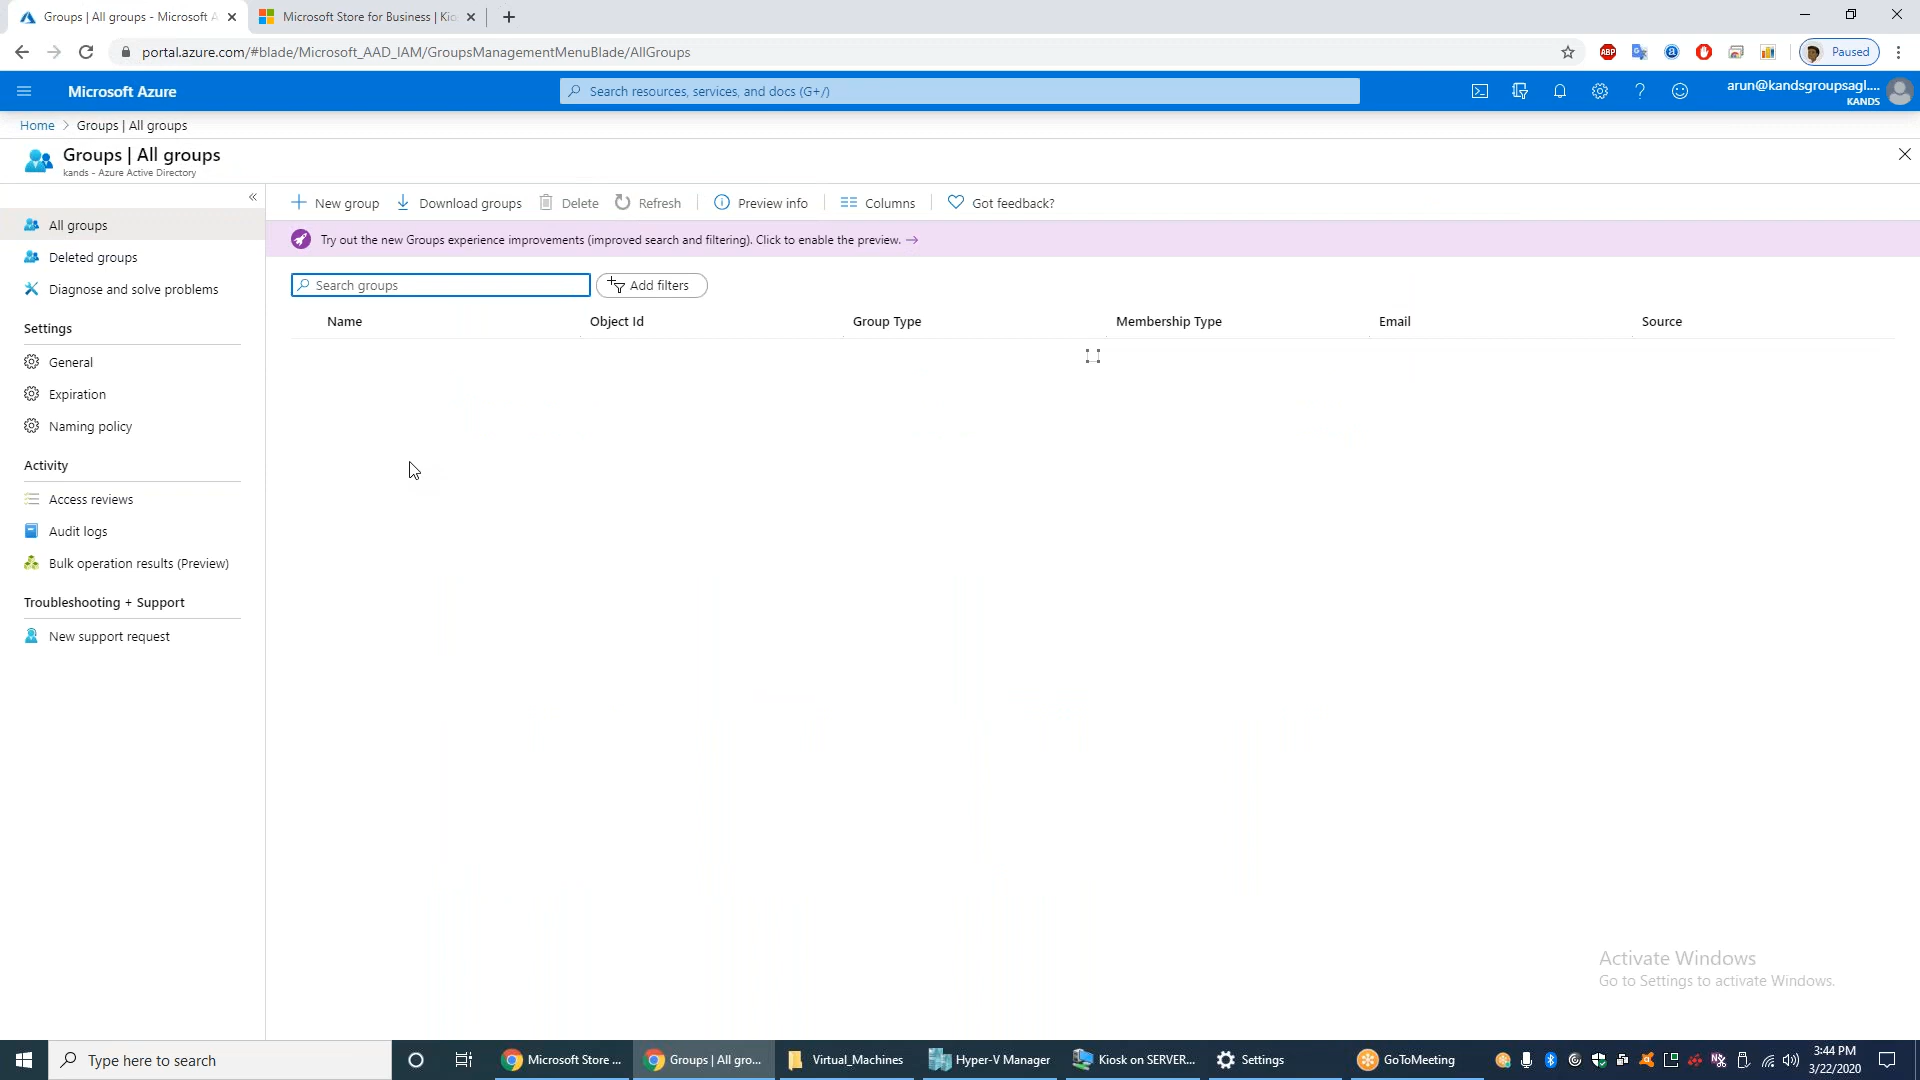 Groups | All groups - Microsoft A
Microsoft Store for Business | Kio
portal.azure.com/#blade/Microsoft_AAD_IAM/GroupsManagementMenuBlade/AllGroups
ABP
Paused
Microsoft Azure
Search resources, services, and docs (G+/)
arun@kandsgroupsagl....
KANDS
Home > Groups | All groups
Groups | All groups
kands - Azure Active Directory
All groups
Deleted groups
Diagnose and solve problems
Settings
General
Expiration
Naming policy
Activity
Access reviews
Audit logs
Bulk operation results (Preview)
Troubleshooting + Support
New support request
New group
Download groups
Delete
Refresh
Preview info
Columns
Got feedback?
Try out the new Groups experience improvements (improved search and filtering). Click to enable the preview. →
Search groups
Add filters
Name
Object Id
Group Type
Membership Type
Email
Source
Activate Windows
Go to Settings to activate Windows.
Type here to search
Microsoft Store ...
Groups | All gro...
Virtual_Machines
Hyper-V Manager
Kiosk on SERVER...
Settings
GoToMeeting
3:44 PM
3/22/2020